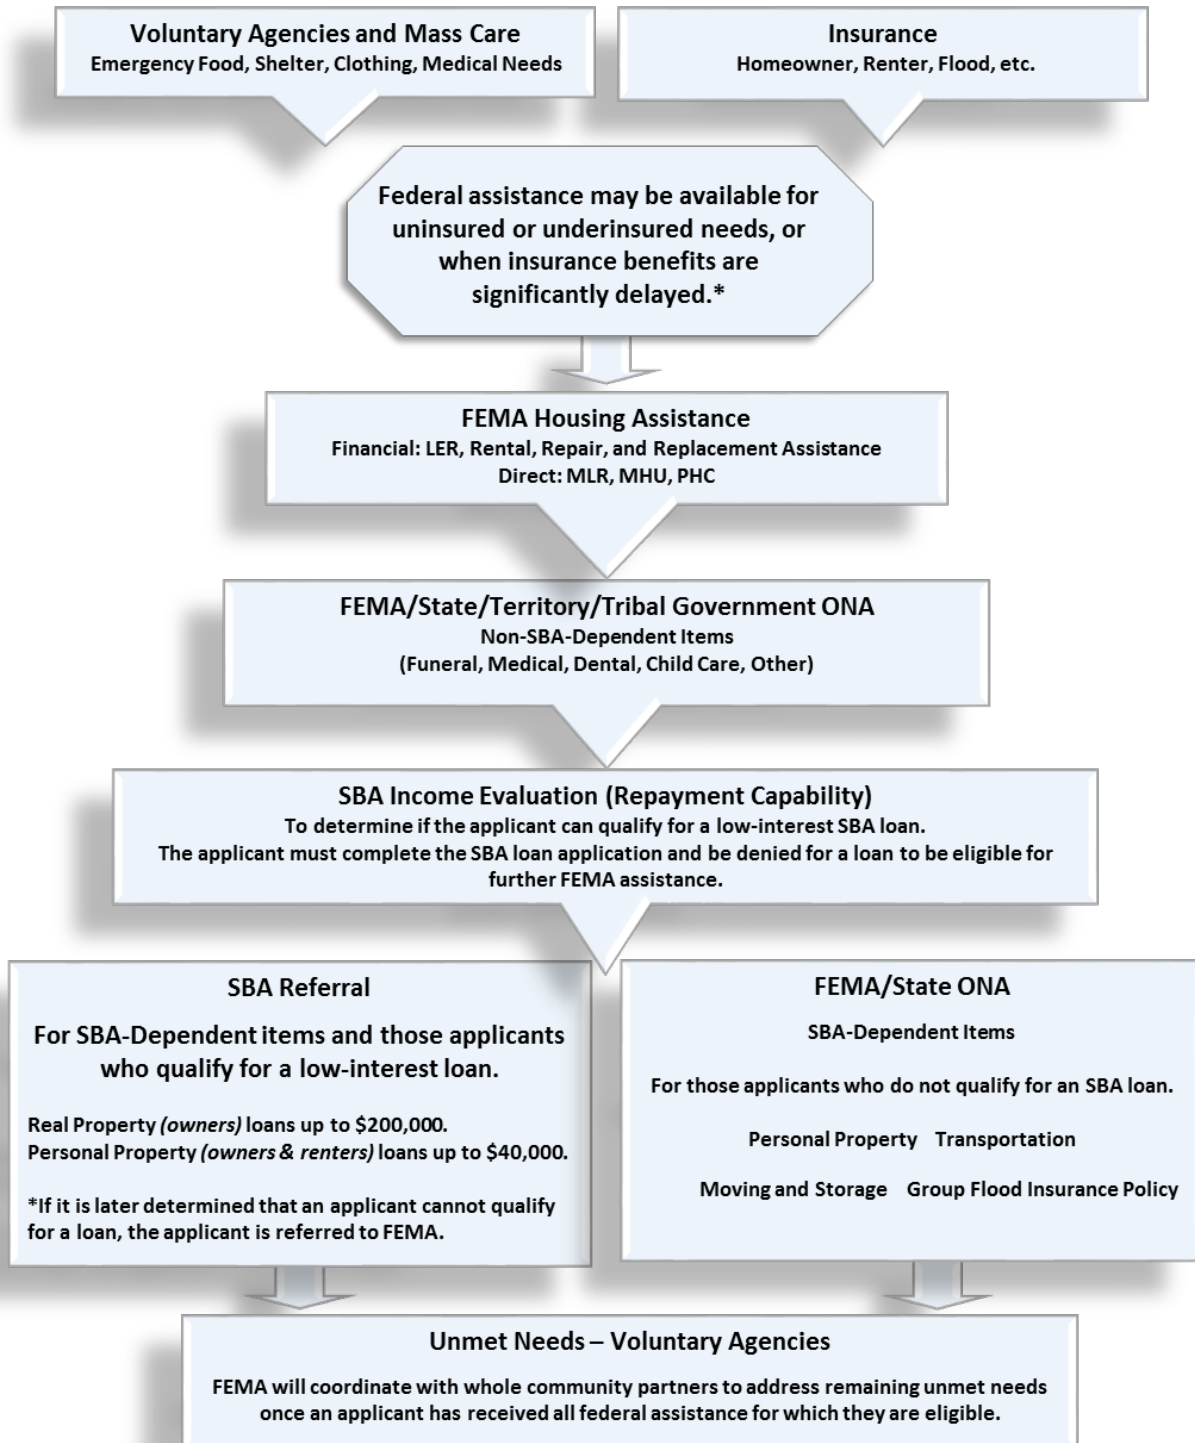 Voluntary Agencies and Mass Care
Emergency Food, Shelter, Clothing, Medical Needs
Insurance
Homeowner, Renter, Flood, etc.
Federal assistance may be available for
uninsured or underinsured needs, or
when insurance benefits are
significantly delayed.*
FEMA Housing Assistance
Financial: LER, Rental, Repair, and Replacement Assistance
Direct: MLR, MHU, PHC
FEMA/State/Territory/Tribal Government ONA
Non-SBA-Dependent Items
(Funeral, Medical, Dental, Child Care, Other)
SBA Income Evaluation (Repayment Capability)
To determine if the applicant can qualify for a low-interest SBA loan.
The applicant must complete the SBA loan application and be denied for a loan to be eligible for
further FEMA assistance.
SBA Referral
For SBA-Dependent items and those applicants
who qualify for a low-interest loan.
Real Property (owners) loans up to $200,000.
Personal Property (owners & renters) loans up to $40,000.
*If it is later determined that an applicant cannot qualify
for a loan, the applicant is referred to FEMA.
FEMA/State ONA
SBA-Dependent Items
For those applicants who do not qualify for an SBA loan.
Personal Property Transportation
Moving and Storage Group Flood Insurance Policy
Unmet Needs – Voluntary Agencies
FEMA will coordinate with whole community partners to address remaining unmet needs
once an applicant has received all federal assistance for which they are eligible.